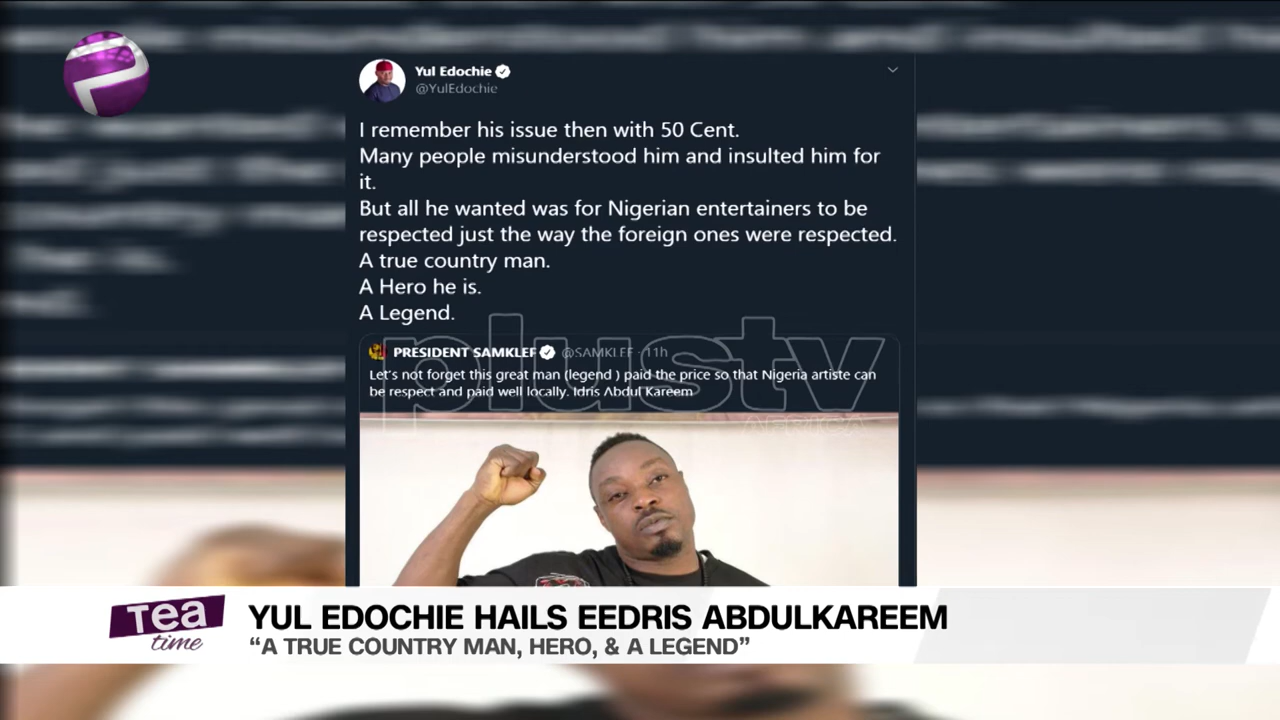 Yul Edochie
@YulEdochie
I remember his issue then with 50 Cent.
Many people misunderstood him and insulted him for
it.
But all he wanted was for Nigerian entertainers to be
respected just the way the foreign ones were respected.
A true country man.
A Hero he is.
A Legend.
PRESIDENT SAMKLEF @SAMKLEF · 11h
Let's not forget this great man (legend ) paid the price so that Nigeria artiste can
be respect and paid well locally. Idris Abdul Kareem
plustv
AFRICA
Tea
time
YUL EDOCHIE HAILS EEDRIS ABDULKAREEM
“A TRUE COUNTRY MAN, HERO, & A LEGEND”